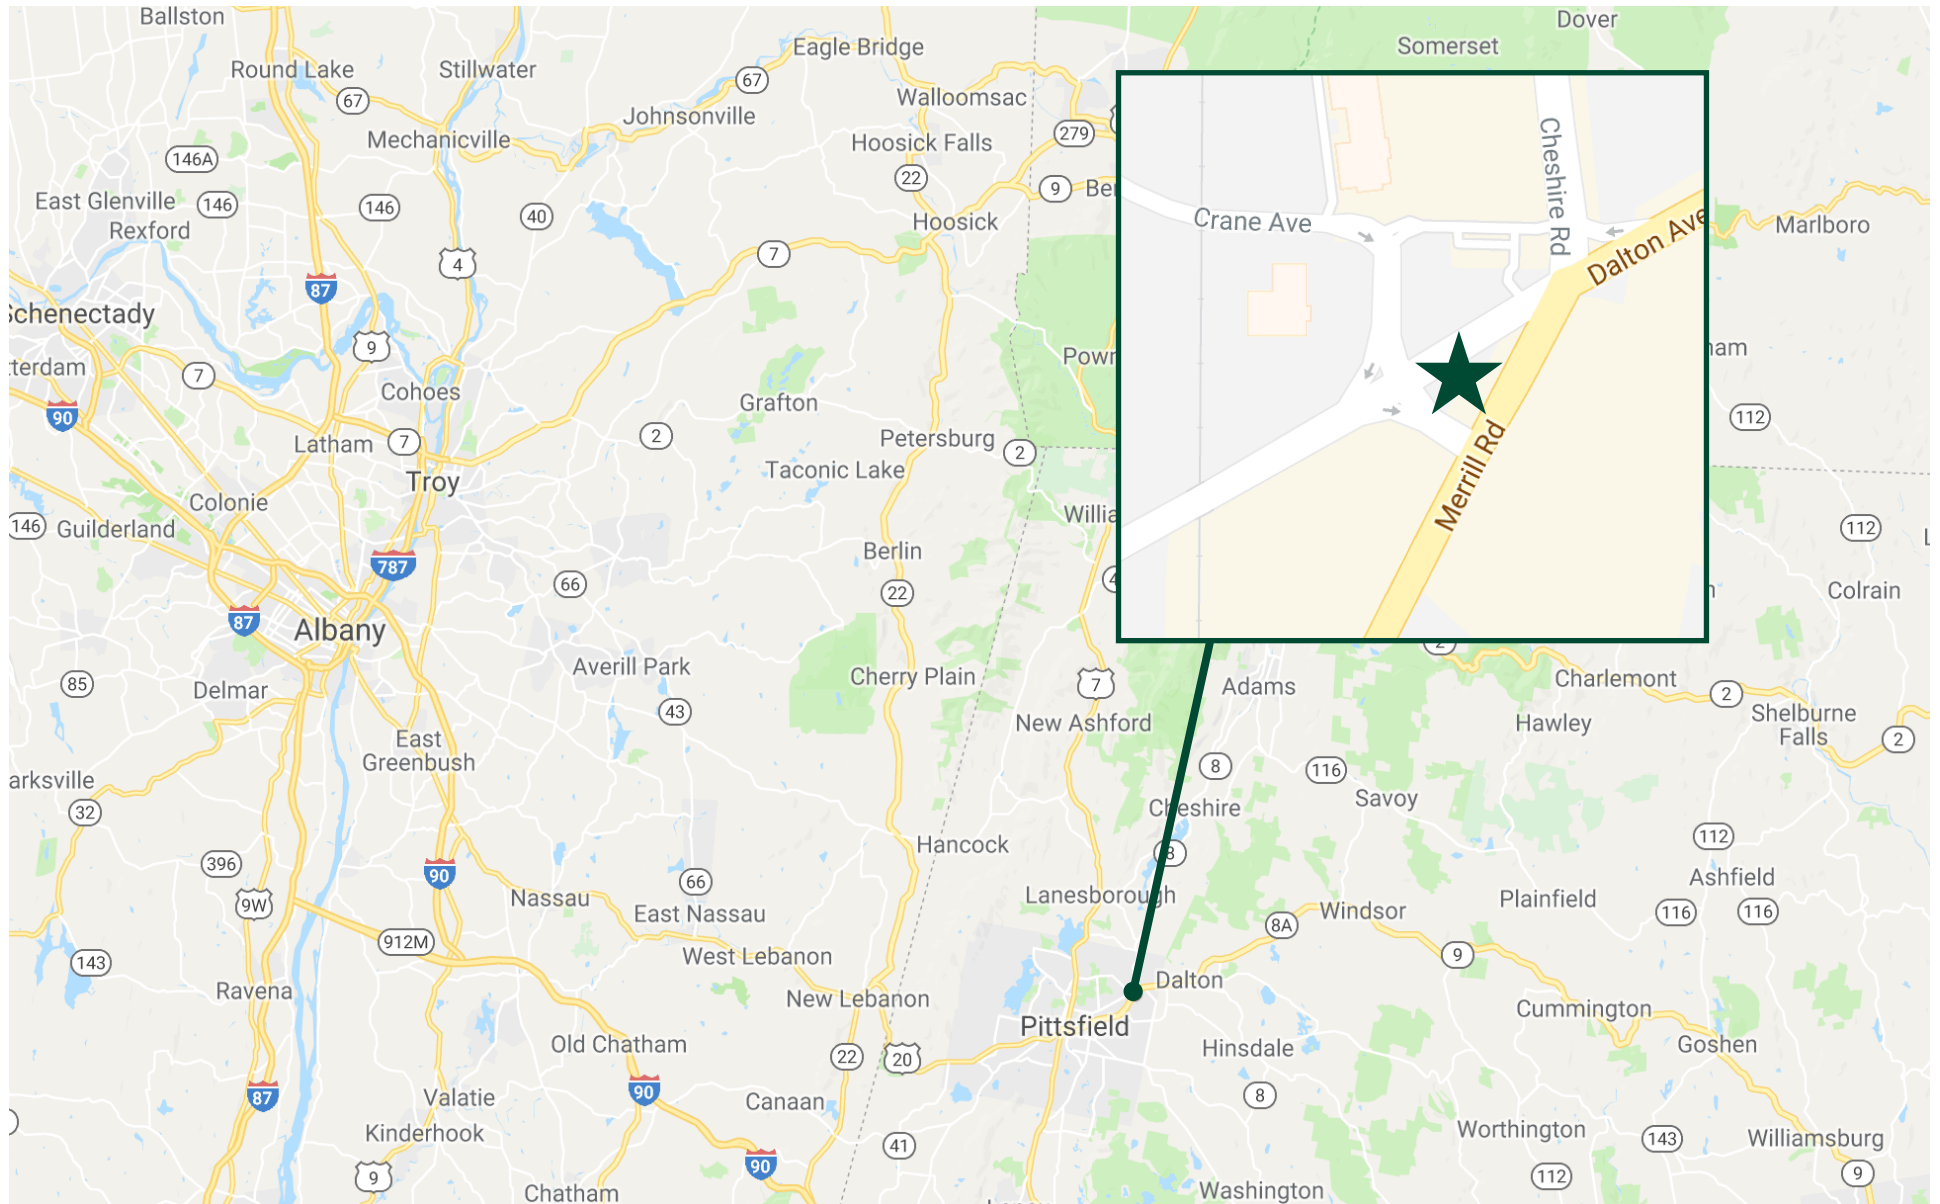 Ballston
Dover
Eagle Bridge
Somerset
Round Lake
Stillwater
67
67
Walloomsac
Johnsonville
Mechanicville
279
Hoosick Falls
146A
22
9
Ber
East Glenville
146
146
40
Hoosick
Rexford
Marlboro
7
4
87
Schenectady
9
tterdam
7
Pown
ham
Cohoes
Grafton
90
112
Latham
7
2
Petersburg
2
Troy
Taconic Lake
Colonie
146
Guilderland
Willia
112
Berlin
787
66
22
4
Colrain
87
Albany
Averill Park
Cherry Plain
2
85
Delmar
7
Adams
Charlemont
2
43
New Ashford
Hawley
Shelburne
Falls
2
East
Greenbush
8
116
arksville
Cheshire
Savoy
32
112
Hancock
8
396
90
66
Ashfield
Nassau
Lanesborough
Plainfield
9W
East Nassau
Windsor
116
116
8A
912M
West Lebanon
9
143
Dalton
Ravena
New Lebanon
Cummington
Pittsfield
Old Chatham
22
20
Hinsdale
Goshen
87
90
Valatie
Canaan
8
Kinderhook
41
Worthington
143
Williamsburg
90
9
112
9
Chatham
Washington
Cheshire Rd
Crane Ave
Dalton Ave
Merrill Rd